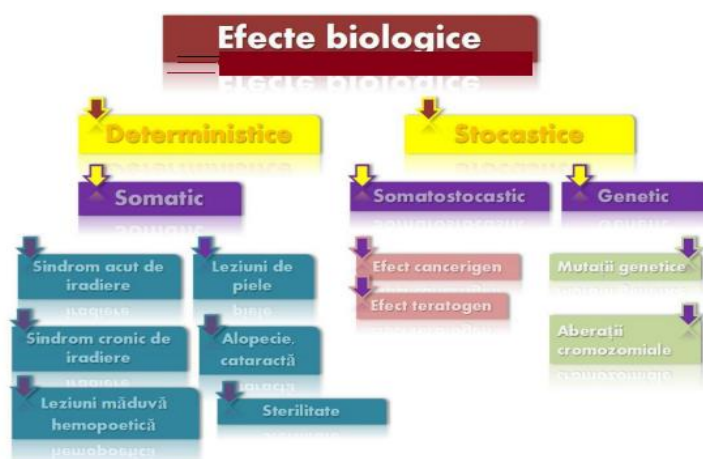 Efecte biologice
Deterministice
Stocastice
Somatic
Somatostocastic
Genetic
Sindrom acut de
iradiere
Leziuni de
piele
Efect cancerigen
Mutații genetice
Efect teratogen
Sindrom cronic de
iradiere
Alopecie,
cataractă
Aberații
cromozomiale
Leziuni măduvă
hemopoetică
Sterilitate